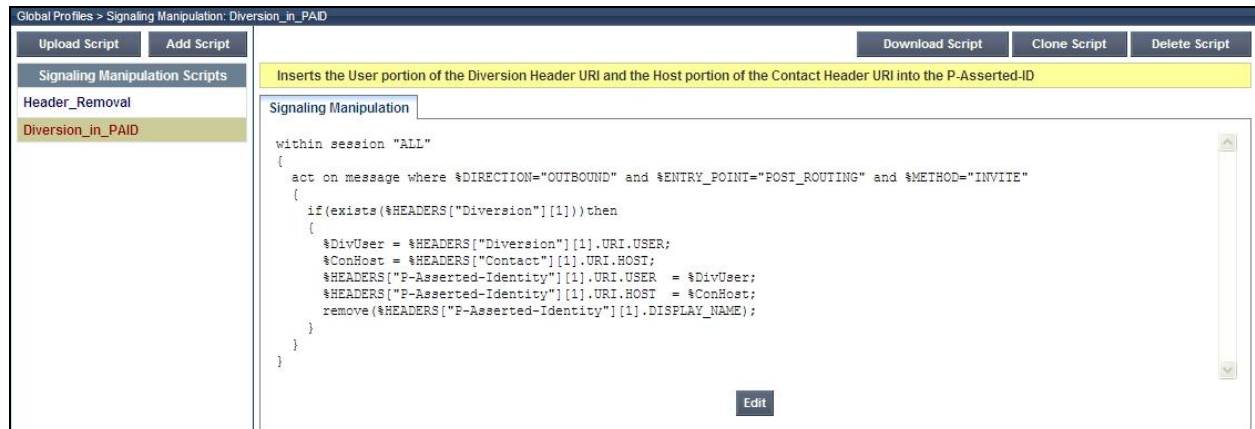 Global Profiles > Signaling Manipulation: Diversion_in_PAID
Upload Script
Add Script
Download Script
Clone Script
Delete Script
Signaling Manipulation Scripts
Header_Removal
Diversion_in_PAID
Inserts the User portion of the Diversion Header URI and the Host portion of the Contact Header URI into the P-Asserted-ID
Signaling Manipulation
within session "ALL"
{
act on message where %DIRECTION="OUTBOUND" and %ENTRY_POINT="POST_ROUTING" and %METHOD="INVITE"
{
if(exists(%HEADERS["Diversion"][1]))then
{
%DivUser = %HEADERS["Diversion"][1].URI.USER;
%ConHost = %HEADERS["Contact"][1].URI.HOST;
%HEADERS["P-Asserted-Identity"][1].URI.USER  = %DivUser;
%HEADERS["P-Asserted-Identity"][1].URI.HOST  = %ConHost;
remove(%HEADERS["P-Asserted-Identity"][1].DISPLAY_NAME);
}
}
}
Edit